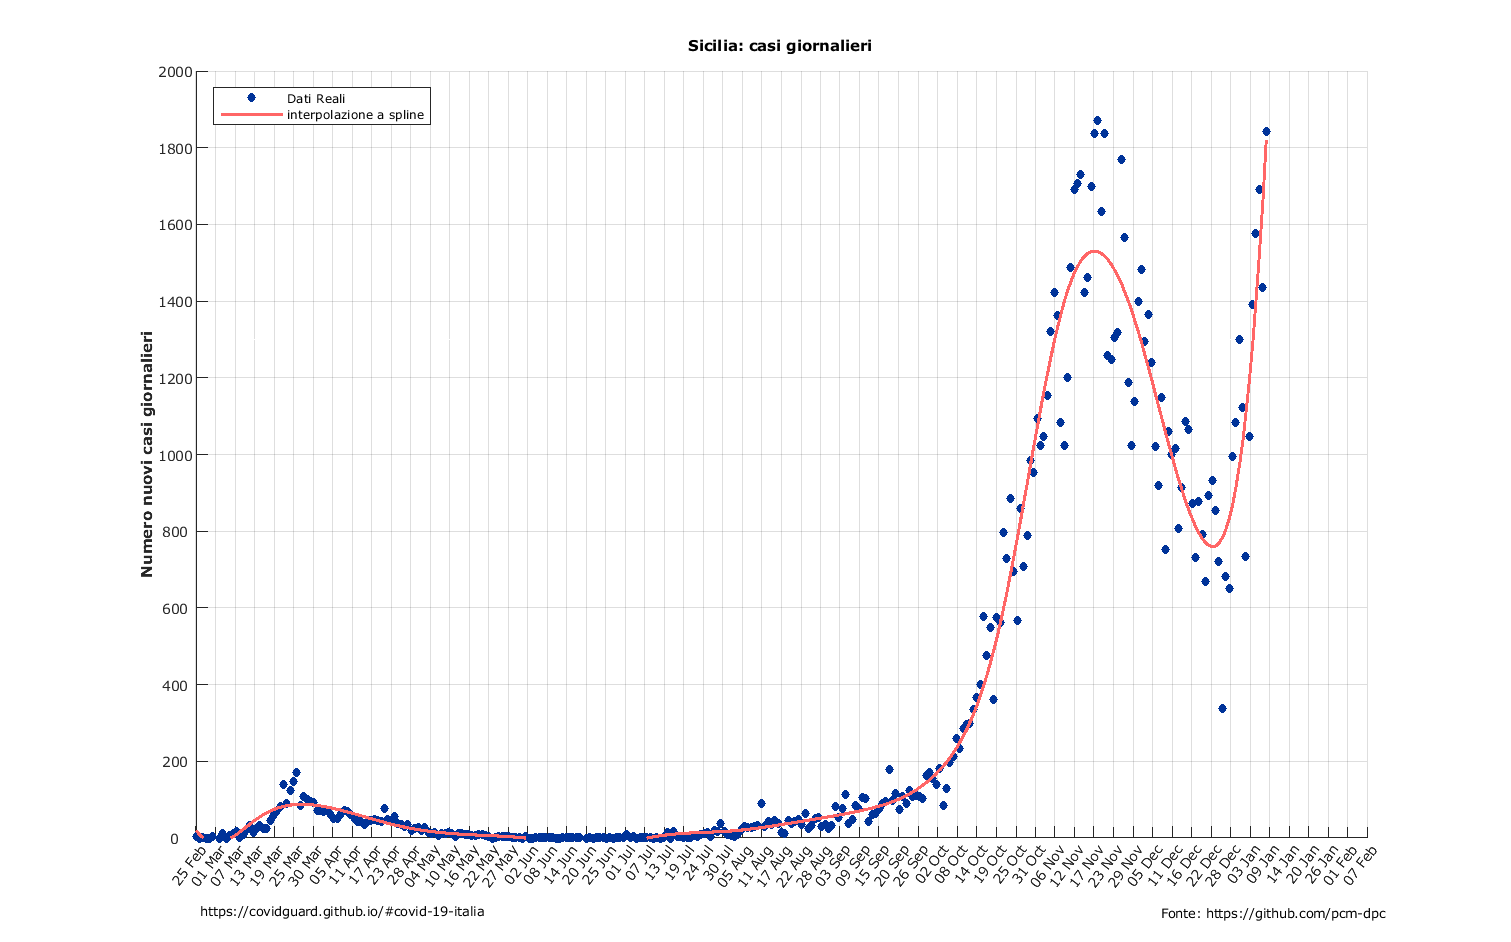 Sicilia: casi giornalieri
Dati Reali
interpolazione a spline
Numero nuovi casi giornalieri
2000
1800
1600
1400
1200
1000
800
600
400
200
0
25 Feb
01 Mar
07 Mar
13 Mar
19 Mar
25 Mar
30 Mar
05 Apr
11 Apr
17 Apr
23 Apr
28 Apr
04 May
10 May
16 May
22 May
27 May
02 Jun
08 Jun
14 Jun
20 Jun
25 Jun
01 Jul
07 Jul
13 Jul
19 Jul
24 Jul
30 Jul
05 Aug
11 Aug
17 Aug
22 Aug
28 Aug
03 Sep
09 Sep
15 Sep
20 Sep
26 Sep
02 Oct
08 Oct
14 Oct
19 Oct
25 Oct
31 Oct
06 Nov
12 Nov
17 Nov
23 Nov
29 Nov
05 Dec
11 Dec
16 Dec
22 Dec
28 Dec
03 Jan
09 Jan
14 Jan
20 Jan
26 Jan
01 Feb
07 Feb
https://covidguard.github.io/#covid-19-italia
Fonte: https://github.com/pcm-dpc